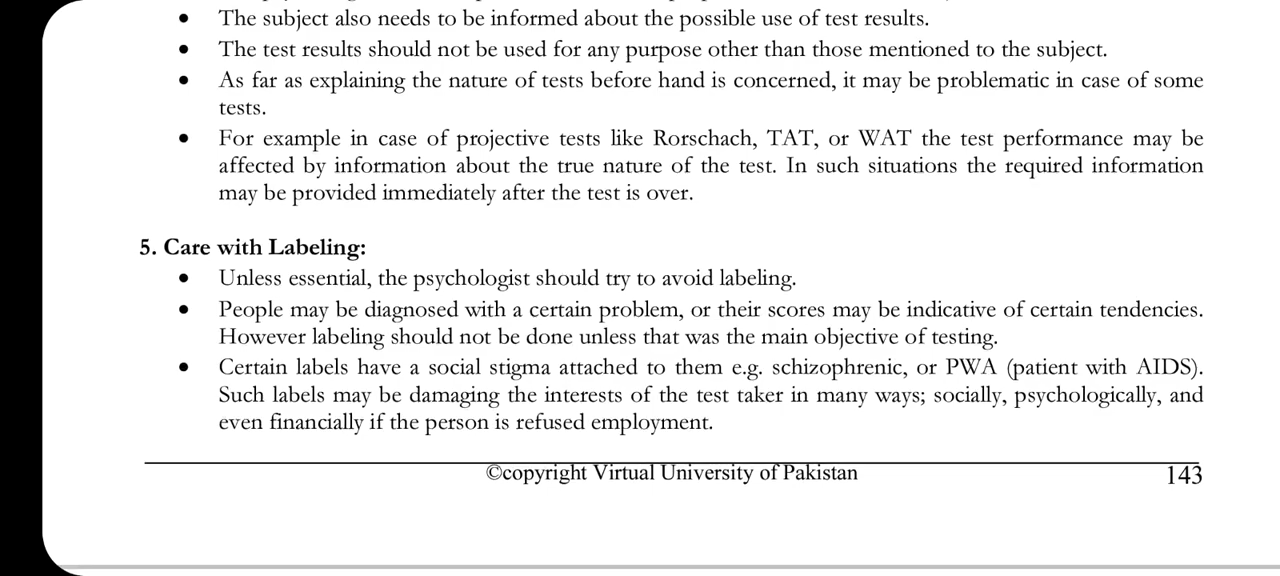 • The subject also needs to be informed about the possible use of test results.
• The test results should not be used for any purpose other than those mentioned to the subject.
• As far as explaining the nature of tests before hand is concerned, it may be problematic in case of some
tests.
• For example in case of projective tests like Rorschach, TAT, or WAT the test performance may be
affected by information about the true nature of the test. In such situations the required information
may be provided immediately after the test is over.
5. Care with Labeling:
• Unless essential, the psychologist should try to avoid labeling.
• People may be diagnosed with a certain problem, or their scores may be indicative of certain tendencies.
However labeling should not be done unless that was the main objective of testing.
• Certain labels have a social stigma attached to them e.g. schizophrenic, or PWA (patient with AIDS).
Such labels may be damaging the interests of the test taker in many ways; socially, psychologically, and
even financially if the person is refused employment.
©copyright Virtual University of Pakistan 143